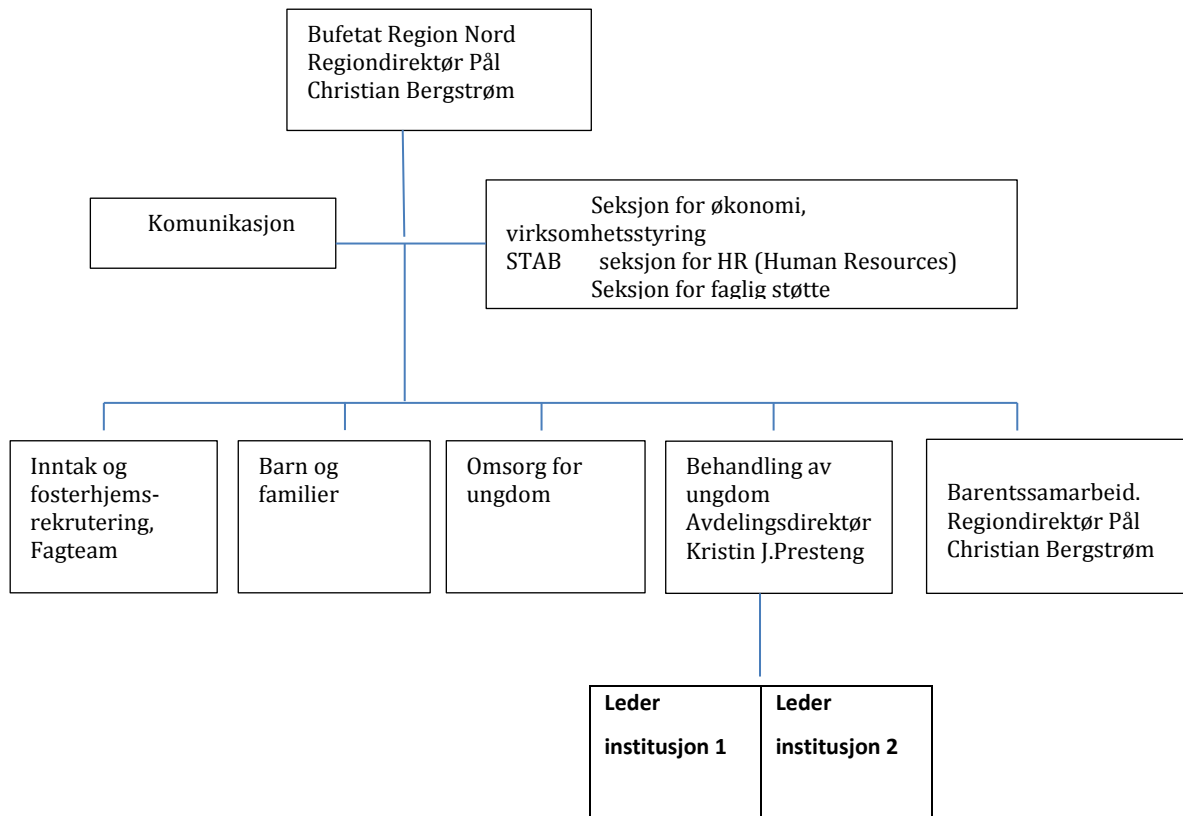 Bufetat Region Nord
Regiondirektør Pål
Christian Bergstrøm
Komunikasjon
Seksjon for økonomi,
virksomhetsstyring
STAB seksjon for HR (Human Resources)
Seksjon for faglig støtte
Inntak og
fosterhjems-
rekrutering,
Fagteam
Barn og
familier
Omsorg for
ungdom
Behandling av
ungdom
Avdelingsdirektør
Kristin J.Presteng
Barentssamarbeid.
Regiondirektør Pål
Christian Bergstrøm
Leder
institusjon 1
Leder
institusjon 2